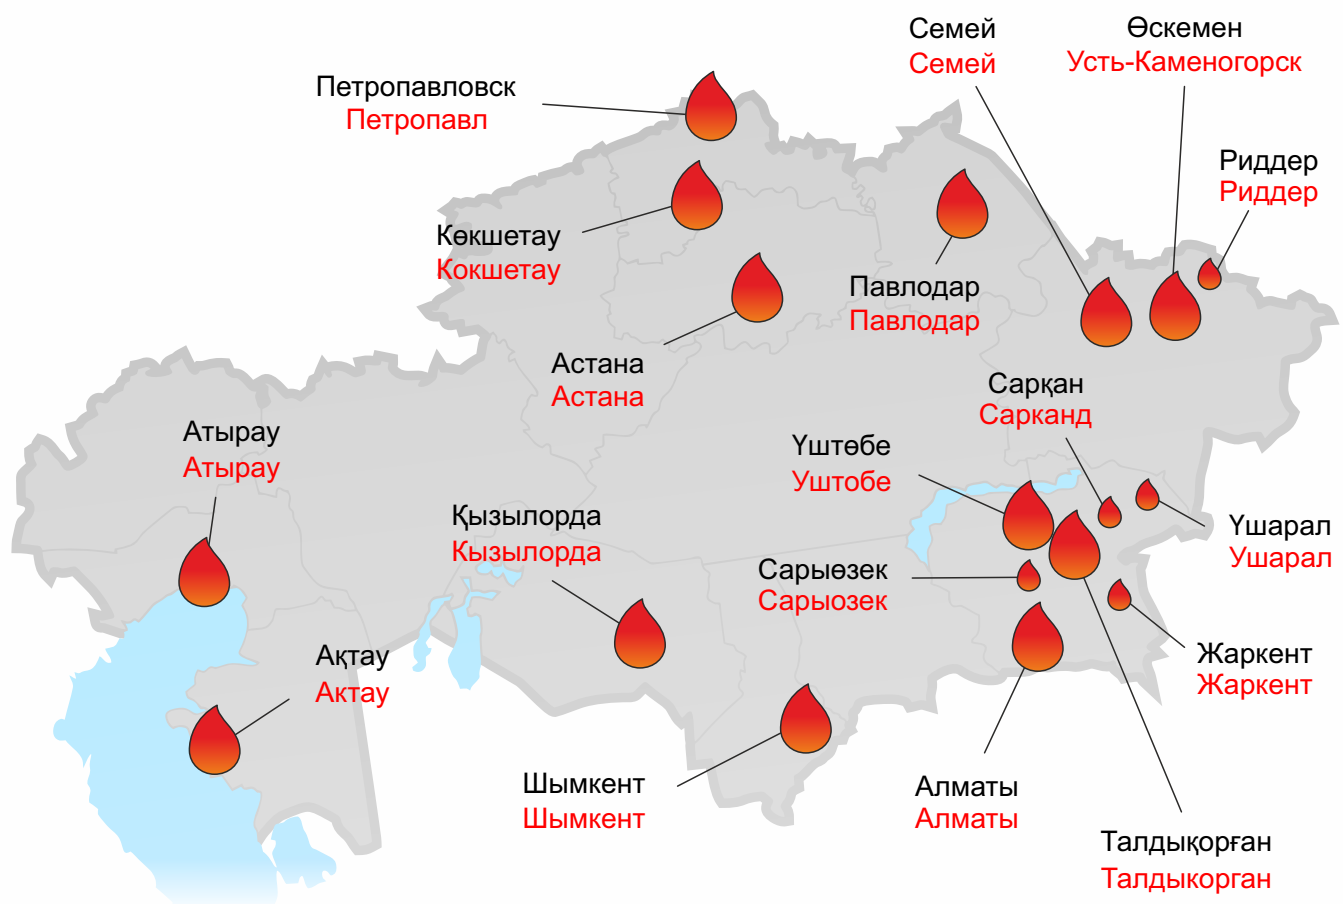 Семей
Семей
Өскемен
Усть-Каменогорск
Петропавловск
Петропавл
Риддер
Риддер
Көкшетау
Кокшетау
Павлодар
Павлодар
Астана
Астана
Сарқан
Сарканд
Атырау
Атырау
Үштөбе
Уштобе
Қызылорда
Кызылорда
Үшарал
Ушарал
Сарыөзек
Сарыозек
Ақтау
Актау
Жаркент
Жаркент
Шымкент
Шымкент
Алматы
Алматы
Талдықорған
Талдыкорган